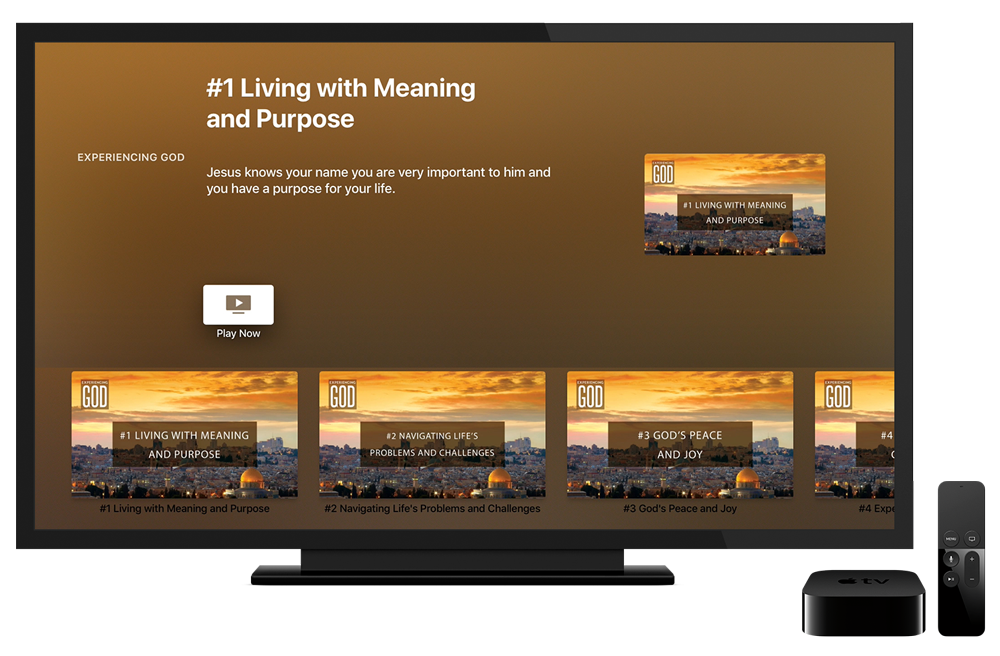 #1 Living with Meaning
and Purpose
EXPERIENCING GOD
Jesus knows your name you are very important to him and
you have a purpose for your life.
EXPERIENCING
GOD
#1 LIVING WITH MEANING
AND PURPOSE
Play Now
EXPERIENCING
GOD
#1 LIVING WITH MEANING
AND PURPOSE
#1 Living with Meaning and Purpose
EXPERIENCING
GOD
#2 NAVIGATING LIFE'S
PROBLEMS AND CHALLENGES
#2 Navigating Life's Problems and Challenges
EXPERIENCING
GOD
#3 GOD'S PEACE
AND JOY
#3 God's Peace and Joy
EXPERIENCING
GOD
#4
#4 Expe
tv
MENU